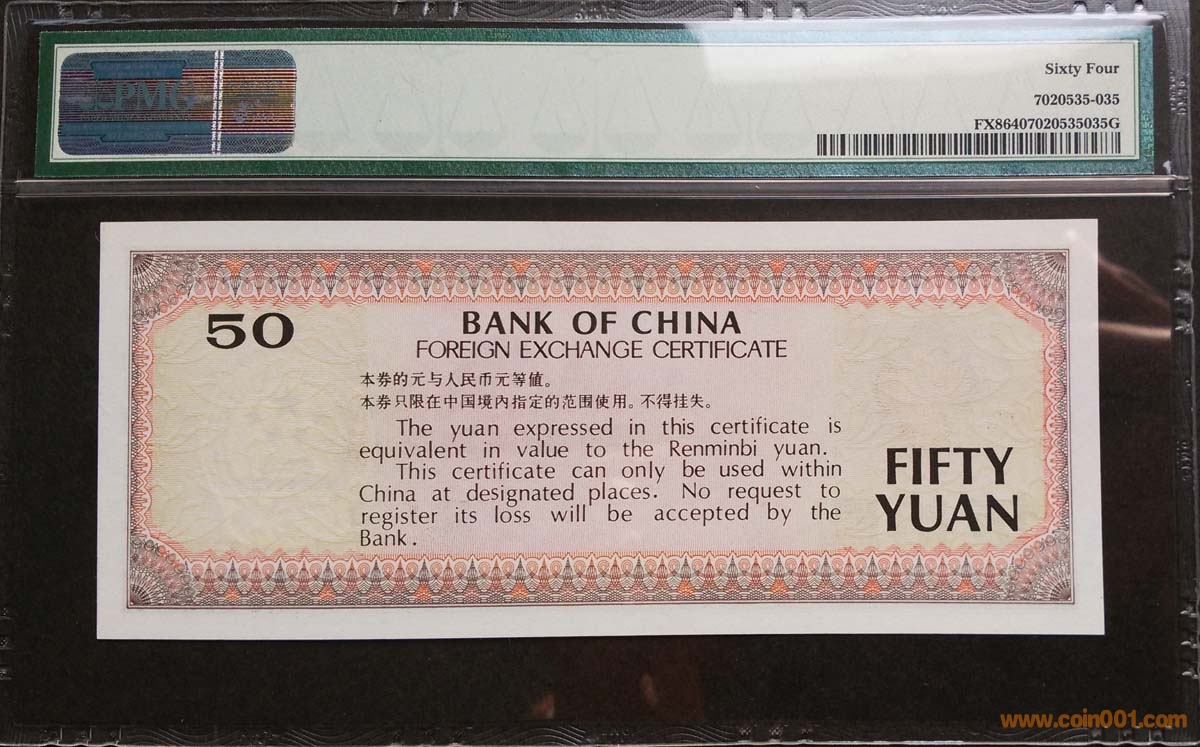 PMG
Sixty Four
7020535-035
FX86407020535035G
50
BANK OF CHINA
FOREIGN EXCHANGE CERTIFICATE
本券的元与人民币元等値。
本券只限在中国境内指定的范围使用。不得挂失。
The yuan expressed in this certificate is
equivalent in value to the Renminbi yuan.
This certificate can only be used within
China at designated places. No request to
register its loss will be accepted by the
Bank.
FIFTY
YUAN
www.coin001.com